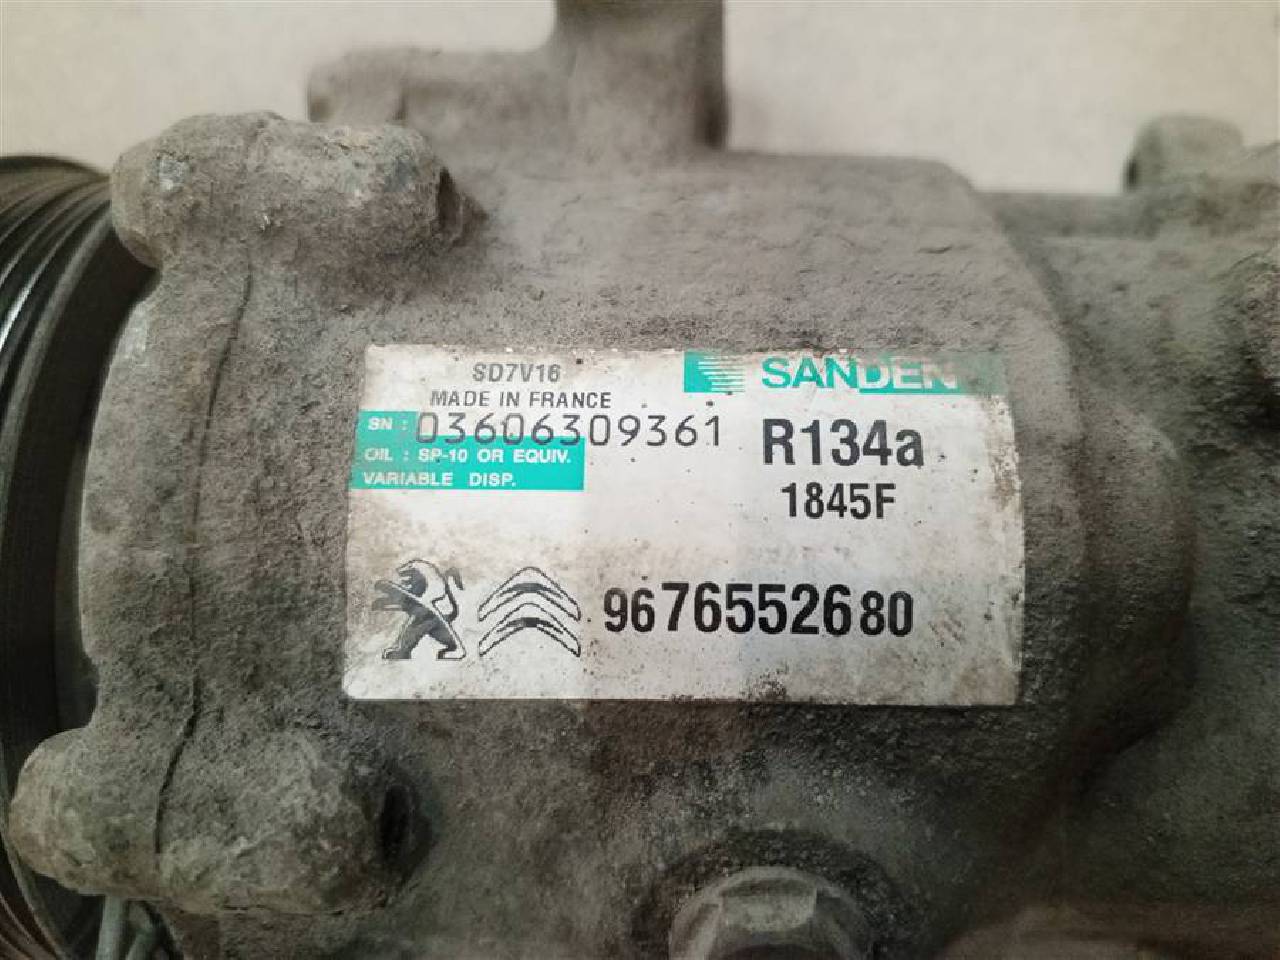 SD7V16
SANDEN
MADE IN FRANCE
SN : 03606309361
R134a
OIL : SP-10 OR EQUIV.
VARIABLE DISP.
1845F
9676552680